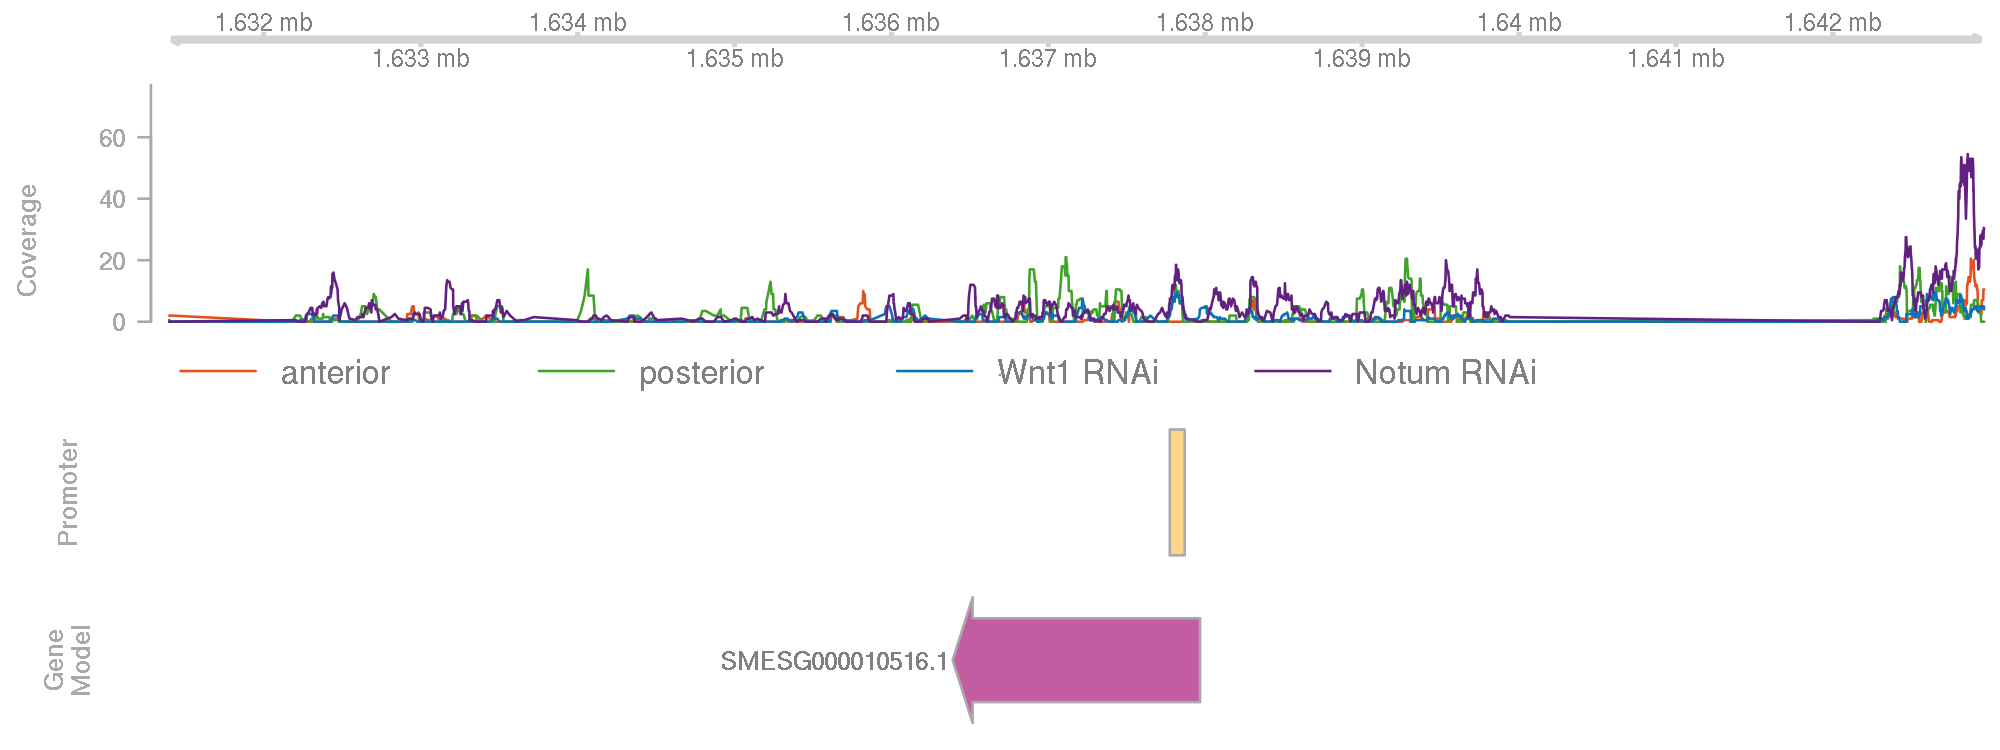 1.632 mb 1.634 mb 1.636 mb 1.638 mb 1.64 mb 1.642 mb
1.633 mb 1.635 mb 1.637 mb 1.639 mb 1.641 mb
Coverage
60
40
20
0
anterior posterior Wnt1 RNAi Notum RNAi
Promoter
Gene
Model
SMESG000010516.1